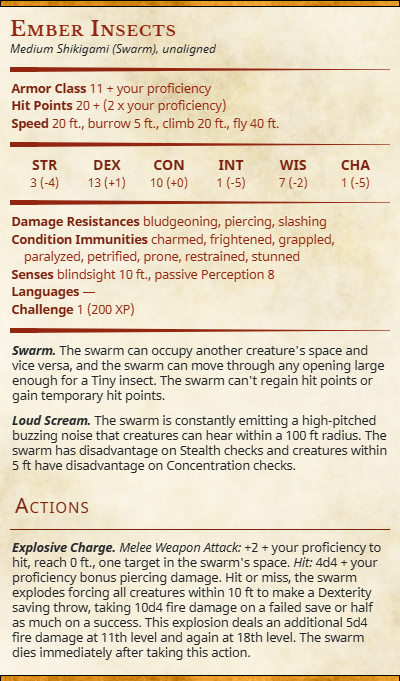 Ember Insects
Medium Shikigami (Swarm), unaligned
Armor Class 11 + your proficiency
Hit Points 20 + (2 x your proficiency)
Speed 20 ft., burrow 5 ft., climb 20 ft., fly 40 ft.
STR DEX CON INT WIS CHA
3 (-4) 13 (+1) 10 (+0) 1 (-5) 7 (-2) 1 (-5)
Damage Resistances bludgeoning, piercing, slashing
Condition Immunities charmed, frightened, grappled,
paralyzed, petrified, prone, restrained, stunned
Senses blindsight 10 ft., passive Perception 8
Languages —
Challenge 1 (200 XP)
Swarm. The swarm can occupy another creature's space and
vice versa, and the swarm can move through any opening large
enough for a Tiny insect. The swarm can't regain hit points or
gain temporary hit points.
Loud Scream. The swarm is constantly emitting a high-pitched
buzzing noise that creatures can hear within a 100 ft radius. The
swarm has disadvantage on Stealth checks and creatures within
5 ft have disadvantage on Concentration checks.
Actions
Explosive Charge. Melee Weapon Attack: +2 + your proficiency to
hit, reach 0 ft., one target in the swarm's space. Hit: 4d4 + your
proficiency bonus piercing damage. Hit or miss, the swarm
explodes forcing all creatures within 10 ft to make a Dexterity
saving throw, taking 10d4 fire damage on a failed save or half
as much on a success. This explosion deals an additional 5d4
fire damage at 11th level and again at 18th level. The swarm
dies immediately after taking this action.